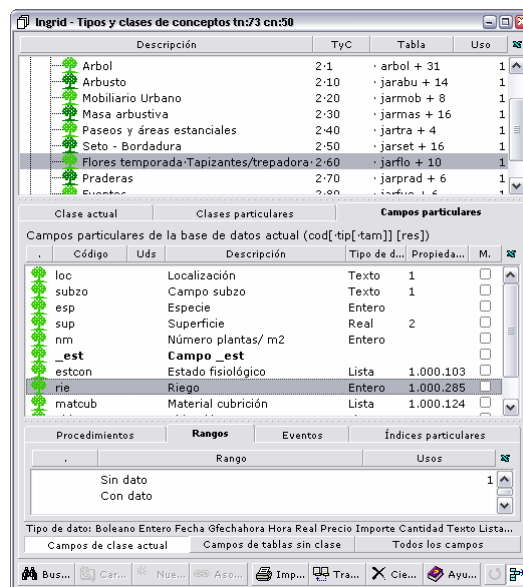 Ingrid - Tipos y clases de conceptos tn:73 cn:50
Descripción TyC Tabla Uso
Arbol 2·1 · arbol + 31 1
Arbusto 2·10 · jarabu + 14 1
Mobiliario Urbano 2·20 · jarmob + 8 1
Masa arbustiva 2·30 · jarmas + 16 1
Paseos y áreas estanciales 2·40 · jartra + 4 1
Seto - Bordadura 2·50 · jarset + 16 1
Flores temporada·Tapizantes/trepadora· 2·60 · jarflo + 10 1
Praderas 2·70 · jarprad + 6 1
Fuentes 2·80 · jarfue + 6 1
Clase actual Clases particulares Campos particulares
Campos particulares de la base de datos actual (cod[·tip[·tam]] [res])
. Código Uds Descripción Tipo de d... Propieda... M.
loc Localización Texto 1
subzo Campo subzo Texto 1
esp Especie Entero
sup Superficie Real 2
nm Número plantas/ m2 Entero
_est Campo _est
estcon Estado fisiológico Lista 1.000.103
rie Riego Entero 1.000.285
matcub Material cubrición Lista 1.000.124
Procedimientos Rangos Eventos Índices particulares
. Rango Usos
Sin dato 1
Con dato
Tipo de dato: Boleano Entero Fecha Gfechahora Hora Real Precio Importe Cantidad Texto Lista...
Campos de clase actual Campos de tablas sin clase Todos los campos
Bus... Car... Nue... Aso... Imp... Tra... Cie... Ayu...